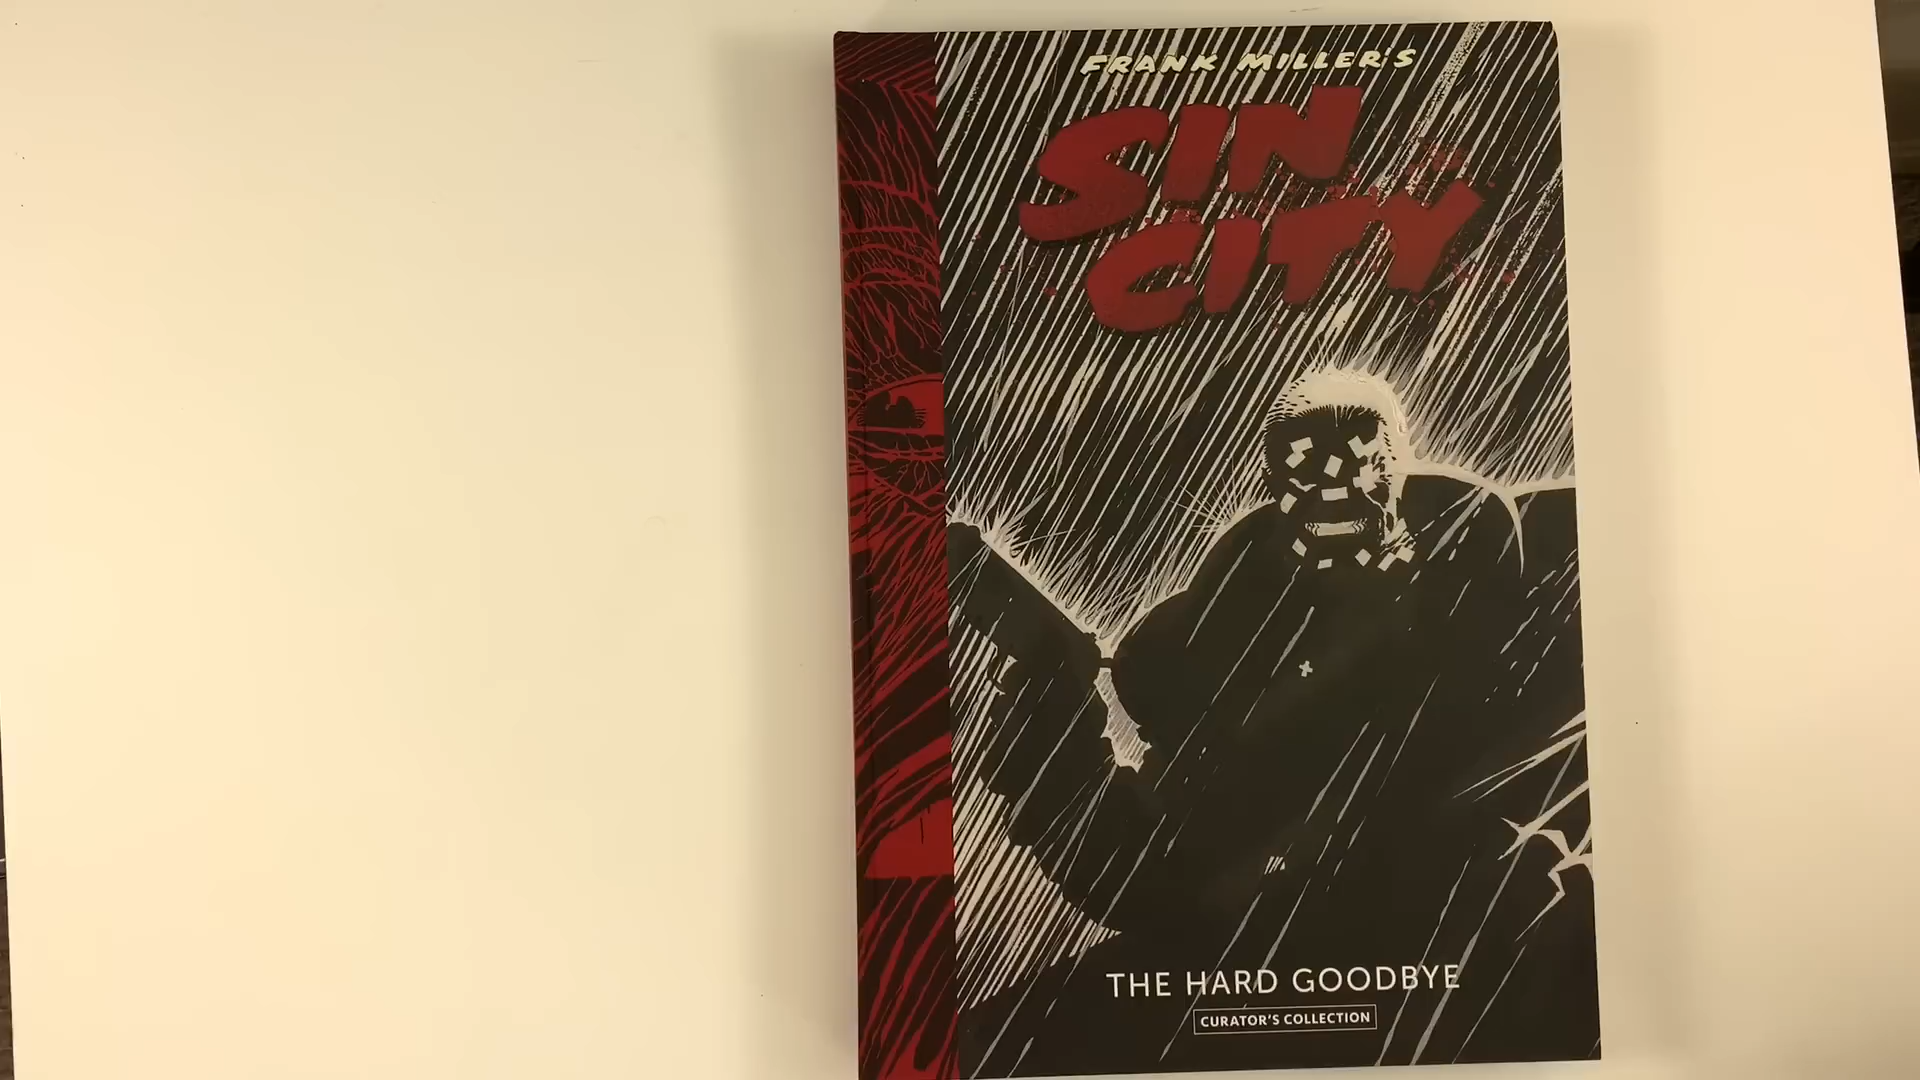 FRANK MILLER'S
SIN
CITY
THE HARD GOODBYE
CURATOR'S COLLECTION